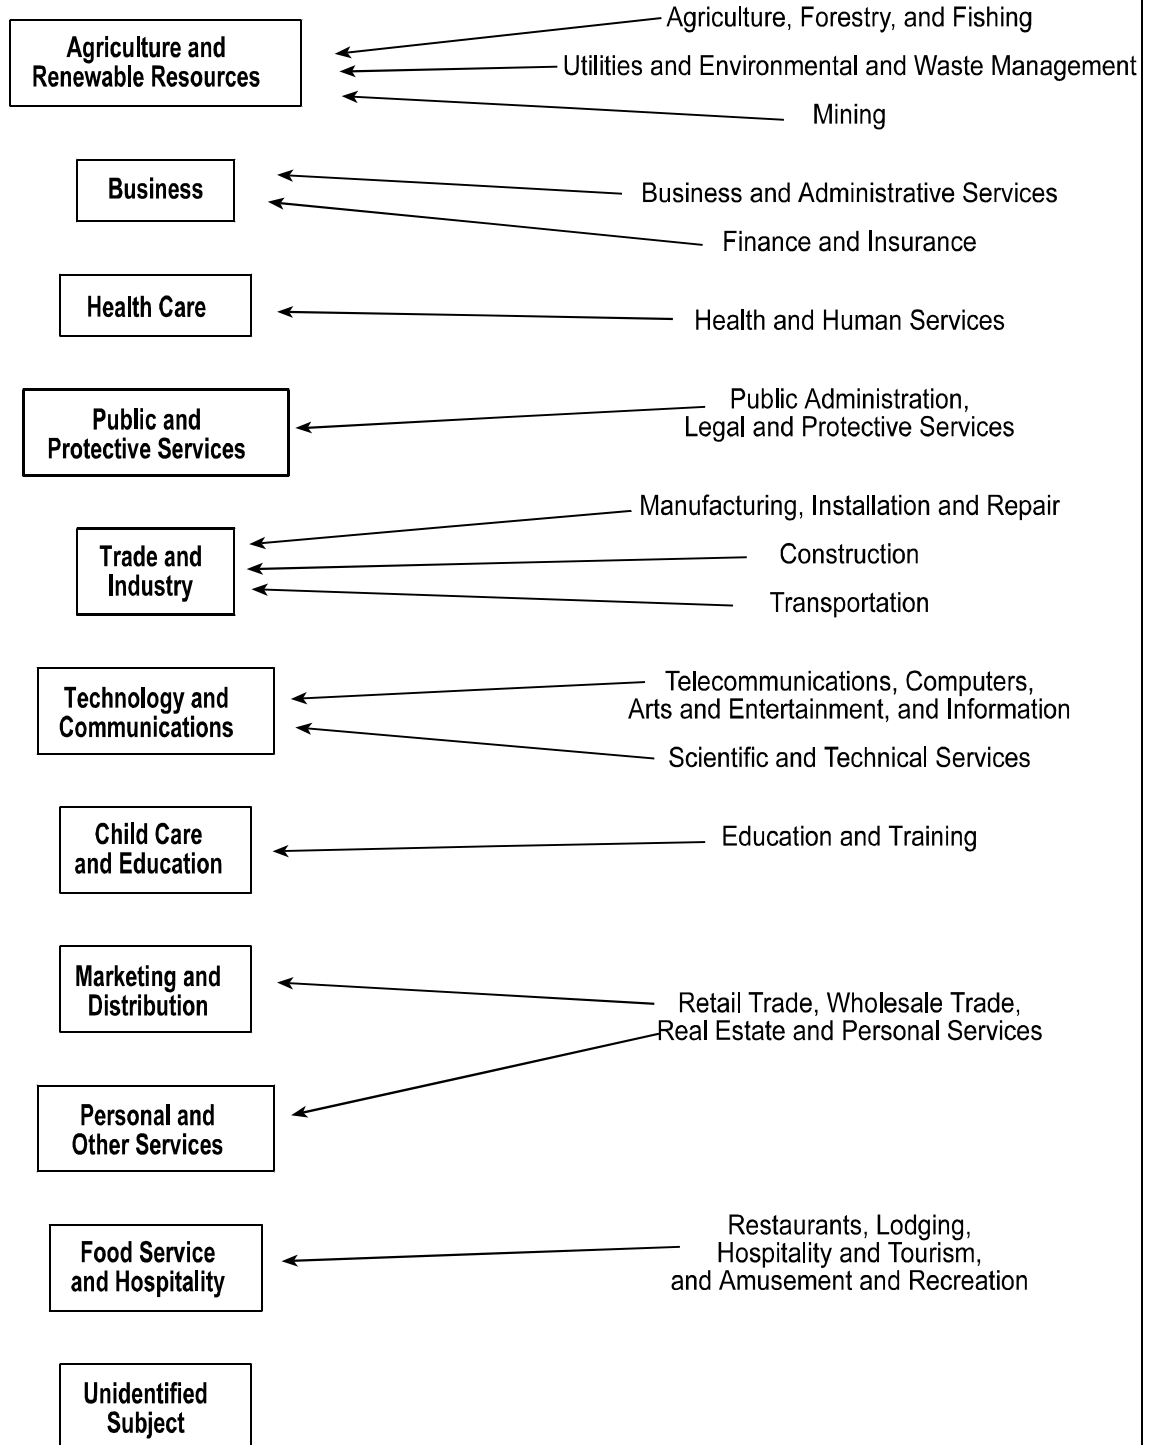 Agriculture and
Renewable Resources
Agriculture, Forestry, and Fishing
Utilities and Environmental and Waste Management
Mining
Business
Business and Administrative Services
Finance and Insurance
Health Care
Health and Human Services
Public and
Protective Services
Public Administration,
Legal and Protective Services
Trade and
Industry
Manufacturing, Installation and Repair
Construction
Transportation
Technology and
Communications
Telecommunications, Computers,
Arts and Entertainment, and Information
Scientific and Technical Services
Child Care
and Education
Education and Training
Marketing and
Distribution
Retail Trade, Wholesale Trade,
Real Estate and Personal Services
Personal and
Other Services
Food Service
and Hospitality
Restaurants, Lodging,
Hospitality and Tourism,
and Amusement and Recreation
Unidentified
Subject